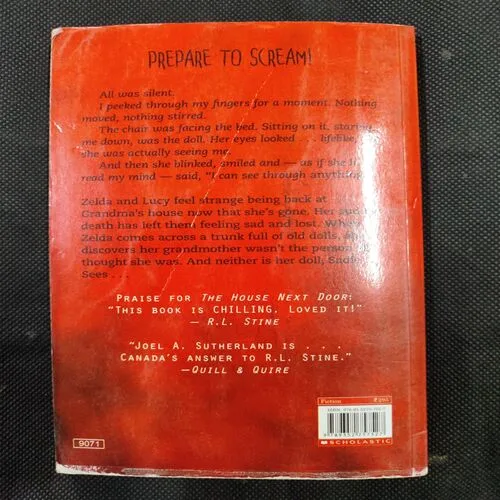 PREPARE TO SCREAM!
All was silent.
I peeked through my fingers for a moment. Nothing
moved, nothing stirred.
The chair was facing the bed. Sitting on it, staring
me down, was the doll. Her eyes looked . . . lifelike,
she was actually seeing me.
And then she blinked, smiled and — as if she
read my mind — said, "I can see through anything
Zelda and Lucy feel strange being back at
Grandma's house now that she's gone. Her
death has left them feeling sad and lost.
Zelda comes across a trunk full of old dolls,
discovers her grandmother wasn't the person
thought she was. And neither is her doll, Sadie
Sees . . .
PRAISE FOR THE HOUSE NEXT DOOR:
"THIS BOOK IS CHILLING, LOVED IT!"
— R.L. STINE
"JOEL A. SUTHERLAND IS . . .
CANADA'S ANSWER TO R.L. STINE."
—QUILL & QUIRE
Fiction
9071
SCHOLASTIC